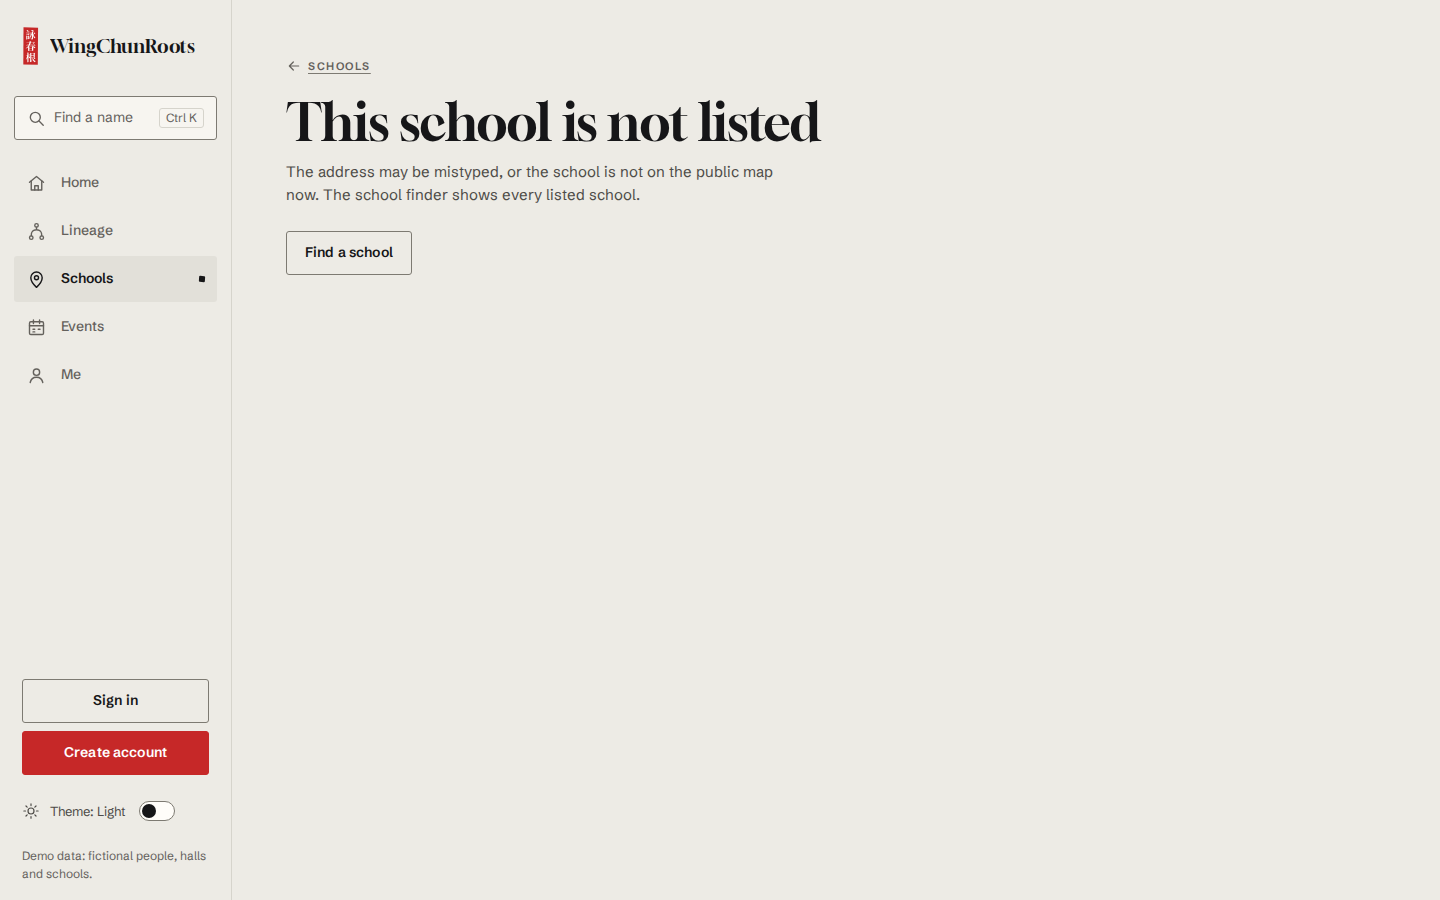 詠春根
WingChunRoots
Find a name
Ctrl K
Home
Lineage
Schools
Events
Me
Sign in
Create account
Theme: Light
Demo data: fictional people, halls
and schools.
SCHOOLS
This school is not listed
The address may be mistyped, or the school is not on the public map
now. The school finder shows every listed school.
Find a school